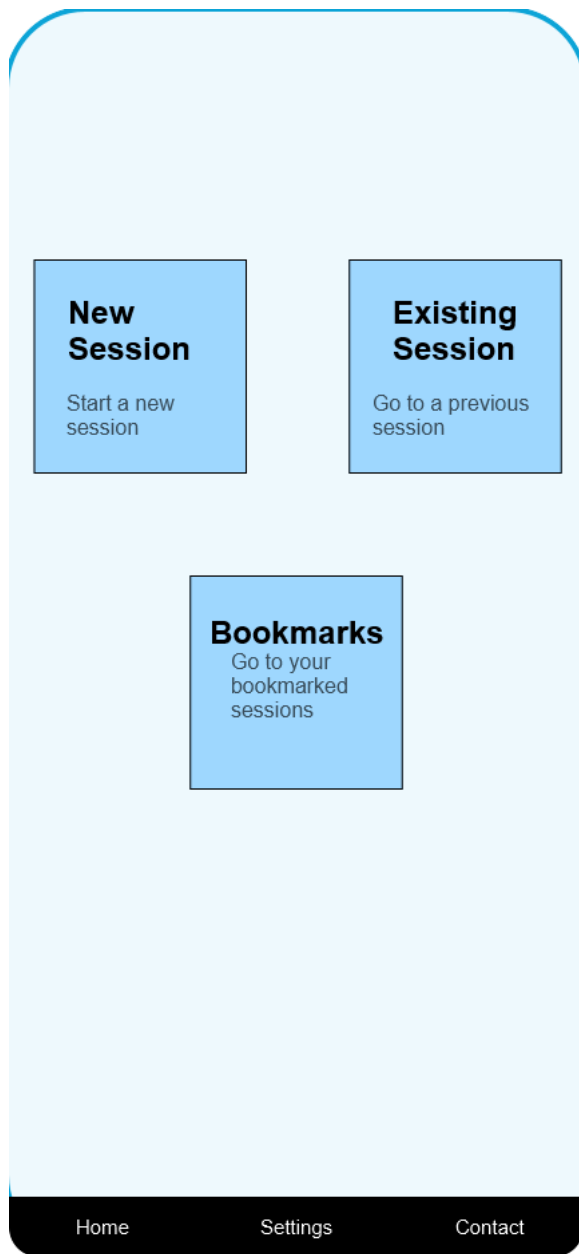 New
Session
Start a new
session
Existing
Session
Go to a previous
session
Bookmarks
Go to your
bookmarked
sessions
Home
Settings
Contact